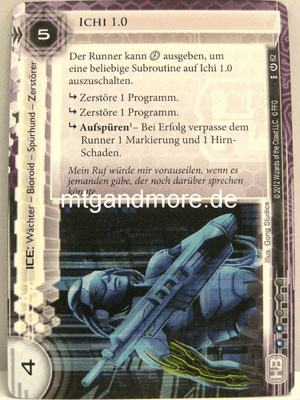 ICHI 1.0
5
Der Runner kann ausgeben, um
eine beliebige Subroutine auf Ichi 1.0
auszuschalten.
↳ Zerstöre 1 Programm.
↳ Zerstöre 1 Programm.
↳ Aufspüren¹– Bei Erfolg verpasse dem
Runner 1 Markierung und 1 Hirn-
Schaden.
Mein Ruf würde mir vorauseilen, wenn es
jemanden gäbe, der noch darüber sprechen
könnte.
mtgandmore.de
ICE: Wächter – Bioroid – Spürhund – Zerstörer
4
Illus. Gong Studios
© 2012 Wizards of the Coast LLC. © FFG
62
HB